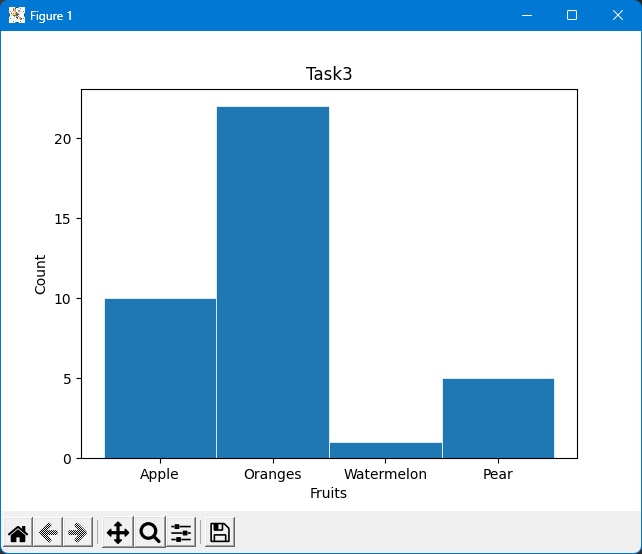 Figure 1
Task3
20
15
10
5
0
Count
Apple Oranges Watermelon Pear
Fruits